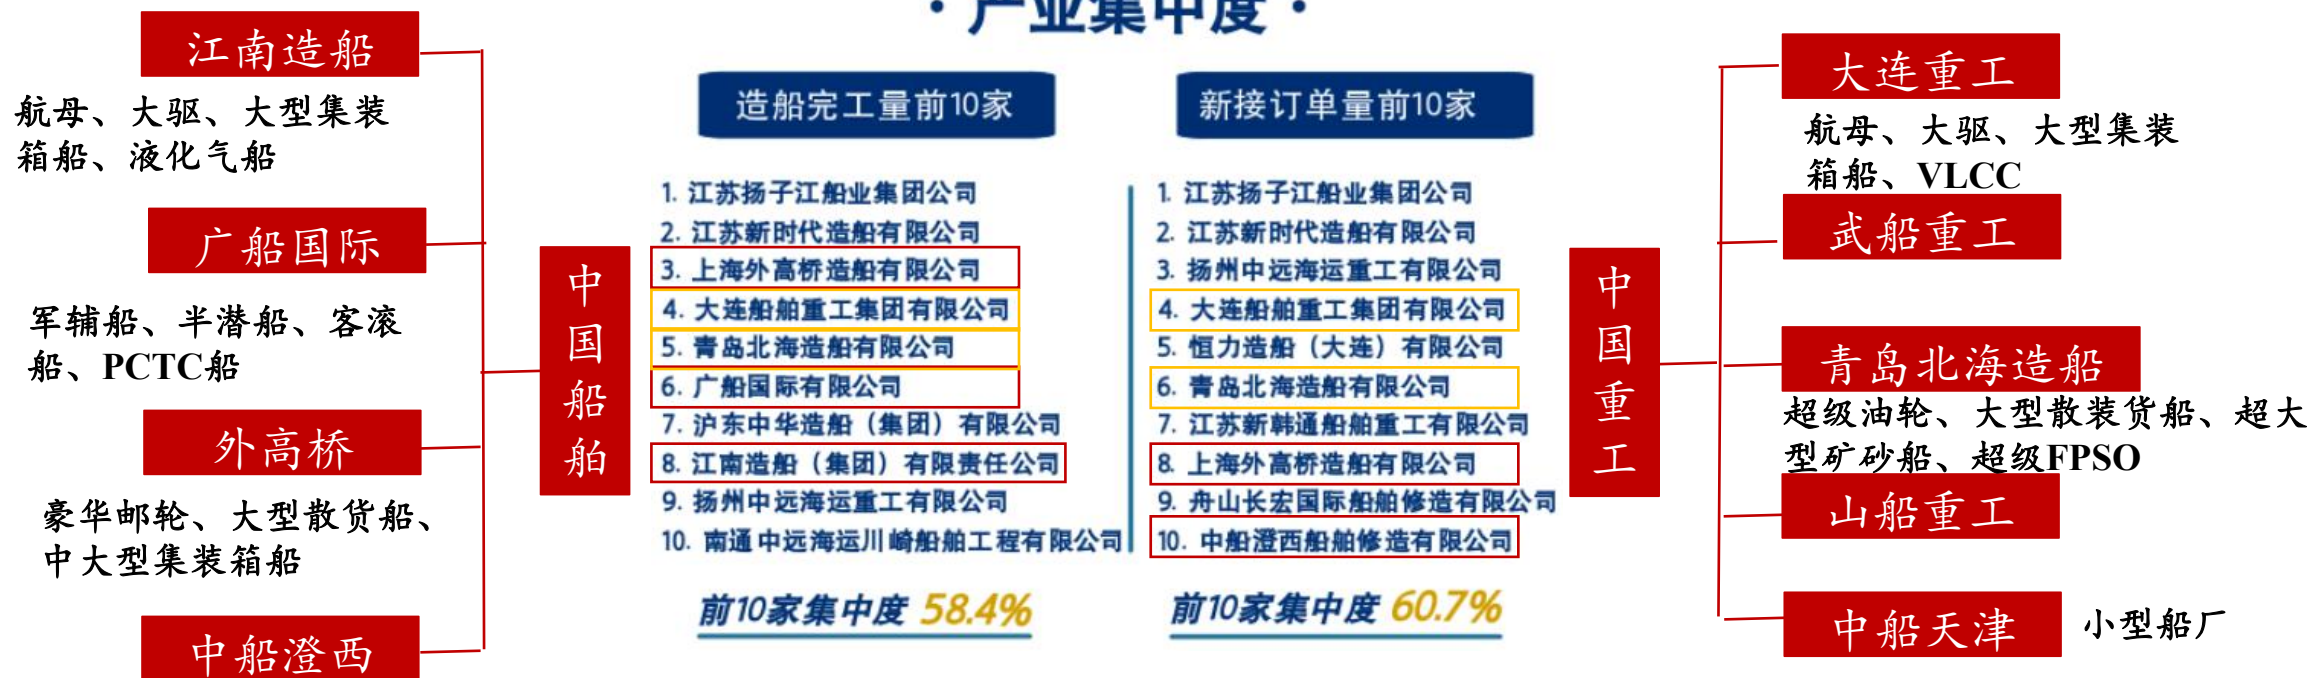 ·产业集中度·
江南造船
航母、大驱、大型集装
箱船、液化气船
广船国际
军辅船、半潜船、客滚
船、PCTC船
外高桥
豪华邮轮、大型散货船、
中大型集装箱船
中船澄西
中国船舶
造船完工量前10家
1. 江苏扬子江船业集团公司
2. 江苏新时代造船有限公司
3. 上海外高桥造船有限公司
4. 大连船舶重工集团有限公司
5. 青岛北海造船有限公司
6. 广船国际有限公司
7. 沪东中华造船（集团）有限公司
8. 江南造船（集团）有限责任公司
9. 扬州中远海运重工有限公司
10. 南通中远海运川崎船舶工程有限公司
前10家集中度 58.4%
新接订单量前10家
1. 江苏扬子江船业集团公司
2. 江苏新时代造船有限公司
3. 扬州中远海运重工有限公司
4. 大连船舶重工集团有限公司
5. 恒力造船（大连）有限公司
6. 青岛北海造船有限公司
7. 江苏新韩通船舶重工有限公司
8. 上海外高桥造船有限公司
9. 舟山长宏国际船舶修造有限公司
10. 中船澄西船舶修造有限公司
前10家集中度 60.7%
中国重工
大连重工
航母、大驱、大型集装
箱船、VLCC
武船重工
青岛北海造船
超级油轮、大型散装货船、超大
型矿砂船、超级FPSO
山船重工
中船天津
小型船厂